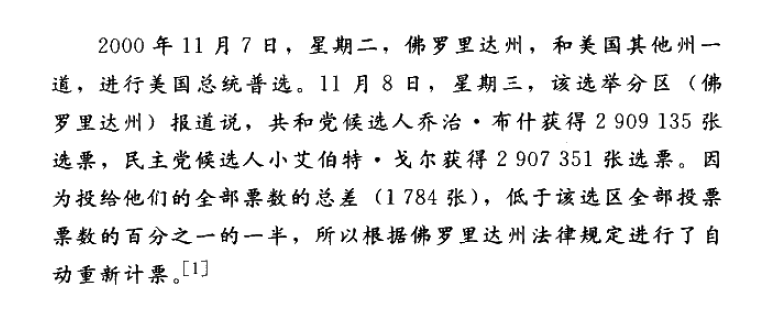 2000 年 11 月 7 日，星期二，佛罗里达州，和美国其他州一
道，进行美国总统普选。11 月 8 日，星期三，该选举分区（佛
罗里达州）报道说，共和党候选人乔治·布什获得 2 909 135 张
选票，民主党候选人小艾伯特·戈尔获得 2 907 351 张选票。因
为投给他们的全部票数的总差（1 784 张），低于该选区全部投票
票数的百分之一的一半，所以根据佛罗里达州法律规定进行了自
动重新计票。[1]